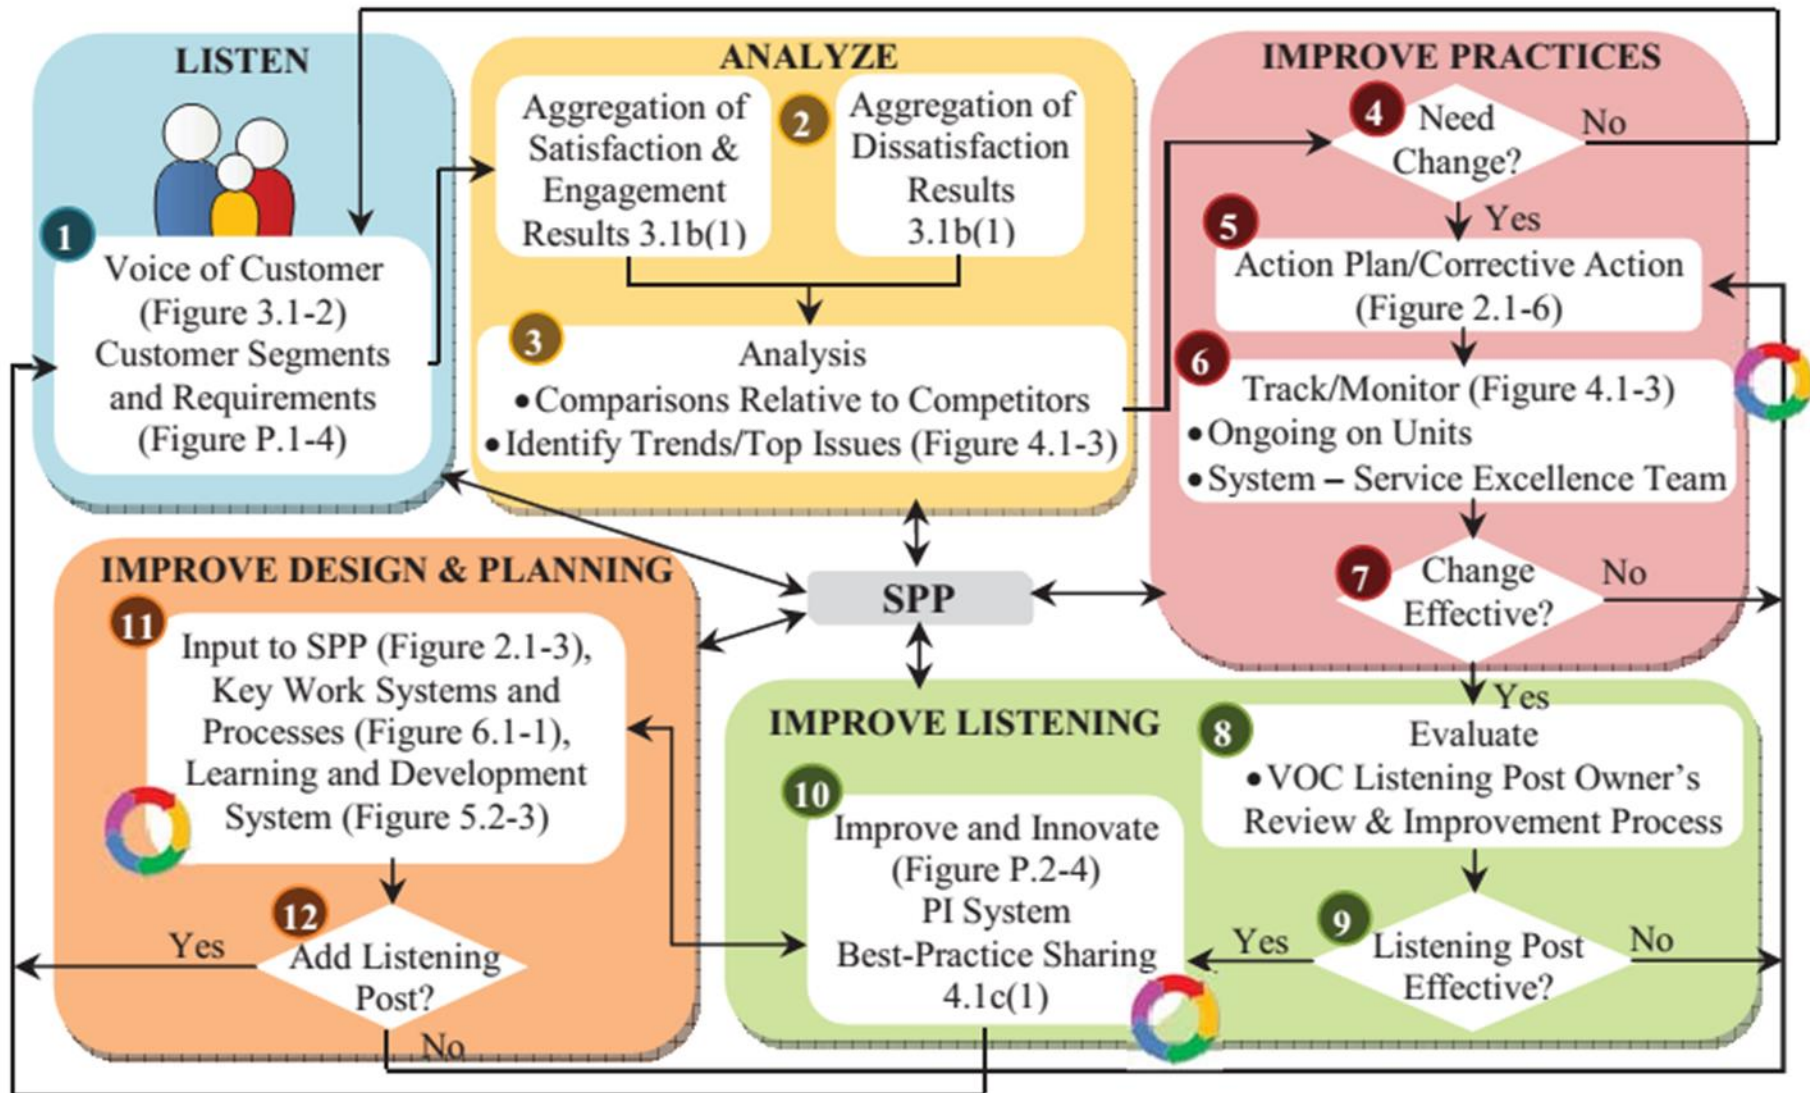 LISTEN
1
Voice of Customer
(Figure 3.1-2)
Customer Segments
and Requirements
(Figure P.1-4)
ANALYZE
Aggregation of
Satisfaction &
Engagement
Results 3.1b(1)
2
Aggregation of
Dissatisfaction
Results
3.1b(1)
3
Analysis
• Comparisons Relative to Competitors
• Identify Trends/Top Issues (Figure 4.1-3)
IMPROVE PRACTICES
4
Need
Change?
No
Yes
5
Action Plan/Corrective Action
(Figure 2.1-6)
6
Track/Monitor (Figure 4.1-3)
• Ongoing on Units
• System – Service Excellence Team
7
Change
Effective?
No
Yes
SPP
IMPROVE LISTENING
8
Evaluate
• VOC Listening Post Owner's
Review & Improvement Process
9
Listening Post
Effective?
No
Yes
10
Improve and Innovate
(Figure P.2-4)
PI System
Best-Practice Sharing
4.1c(1)
IMPROVE DESIGN & PLANNING
11
Input to SPP (Figure 2.1-3),
Key Work Systems and
Processes (Figure 6.1-1),
Learning and Development
System (Figure 5.2-3)
12
Add Listening
Post?
Yes
No